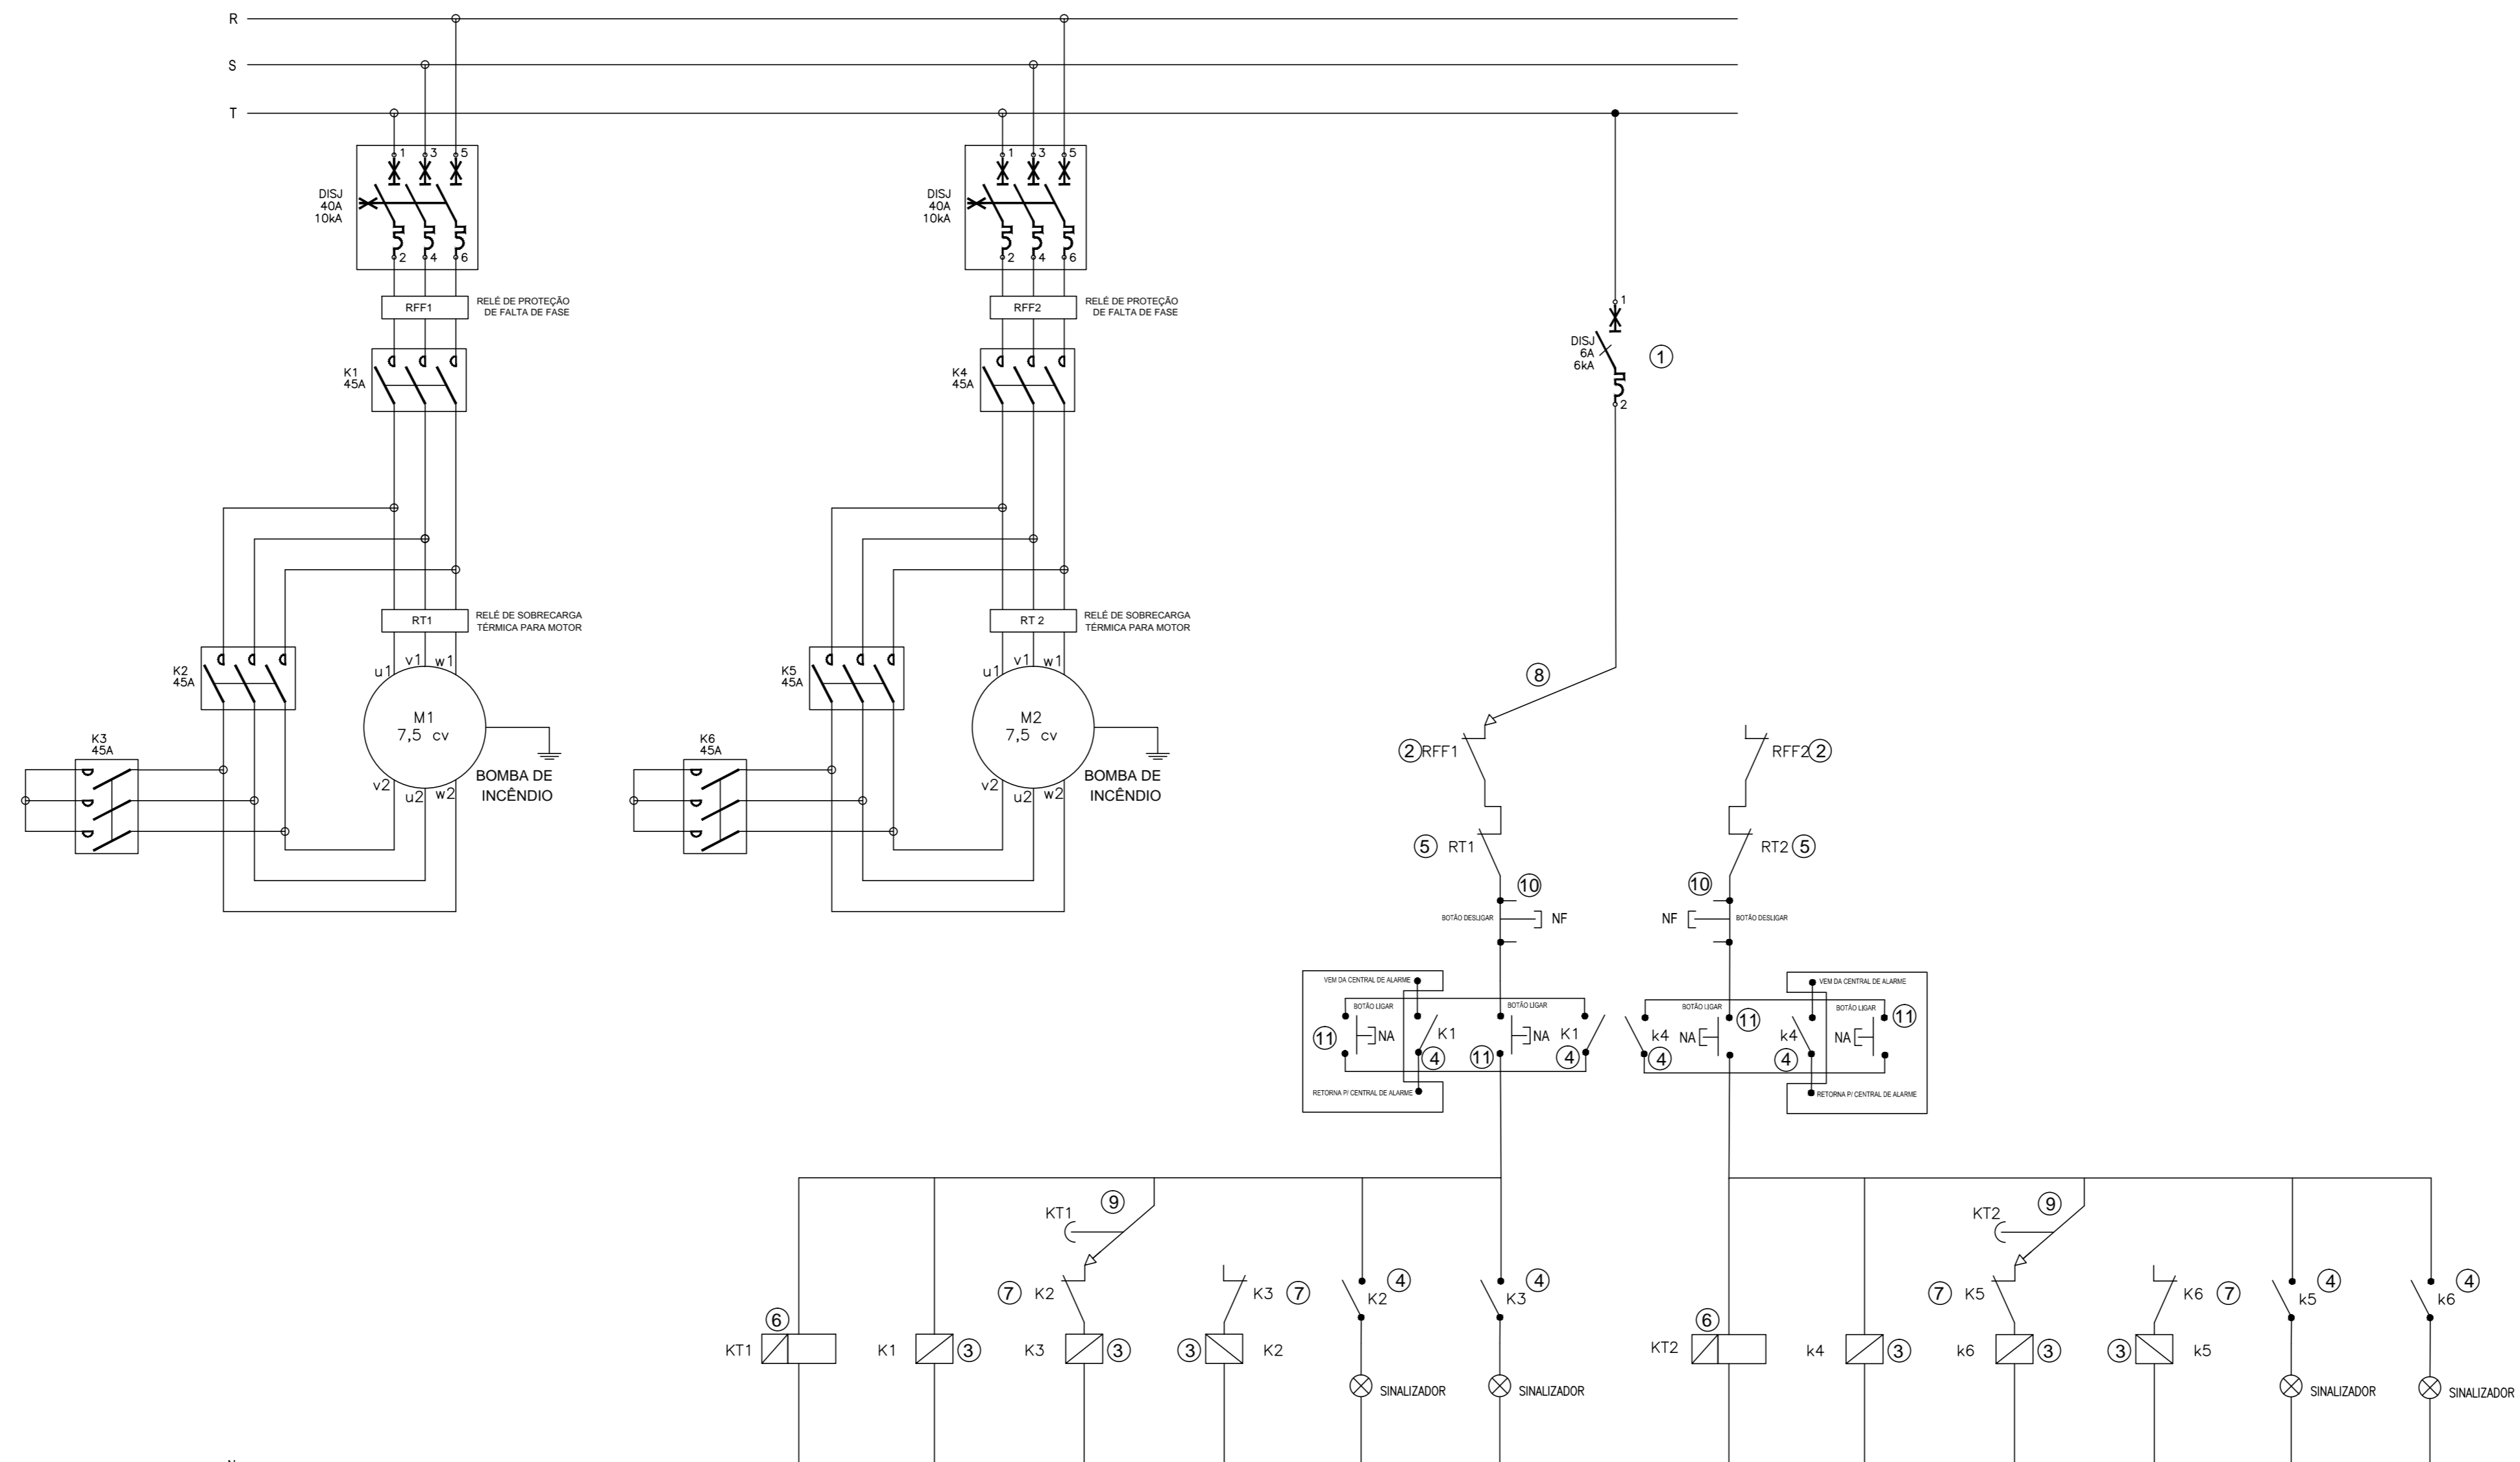 R
S
T
1 3 5
DISJ
40A
10kA
2 4 6
RFF1
RELÉ DE PROTEÇÃO
DE FALTA DE FASE
K1
45A
RT1
RELÉ DE SOBRECARGA
TÉRMICA PARA MOTOR
K2
45A
u1 v1 w1
M1
7,5 cv
v2 u2 w2
K3
45A
BOMBA DE
INCÊNDIO
1 3 5
DISJ
40A
10kA
2 4 6
RFF2
RELÉ DE PROTEÇÃO
DE FALTA DE FASE
K4
45A
RT 2
RELÉ DE SOBRECARGA
TÉRMICA PARA MOTOR
K5
45A
u1 v1 w1
M2
7,5 cv
v2 u2 w2
K6
45A
BOMBA DE
INCÊNDIO
1
DISJ
6A
6kA
1
2
8
2 RFF1
RFF2 2
5 RT1
RT2 5
10
10
BOTÃO DESLIGAR NF
NF BOTÃO DESLIGAR
VEM DA CENTRAL DE ALARME
BOTÃO LIGAR
BOTÃO LIGAR
11 NA K1 NA K1
4 11 4
RETORNA P/ CENTRAL DE ALARME
VEM DA CENTRAL DE ALARME
BOTÃO LIGAR
BOTÃO LIGAR
11 11
k4 NA k4 NA
4 4
RETORNA P/ CENTRAL DE ALARME
KT1 9
7 K2
K3 7
4
K2
4
K3
6
KT1
K1 3
K3 3
3 K2
SINALIZADOR
SINALIZADOR
KT2 9
7 K5
K6 7
4
k5
4
k6
6
KT2
k4 3
k6 3
3 k5
SINALIZADOR
SINALIZADOR